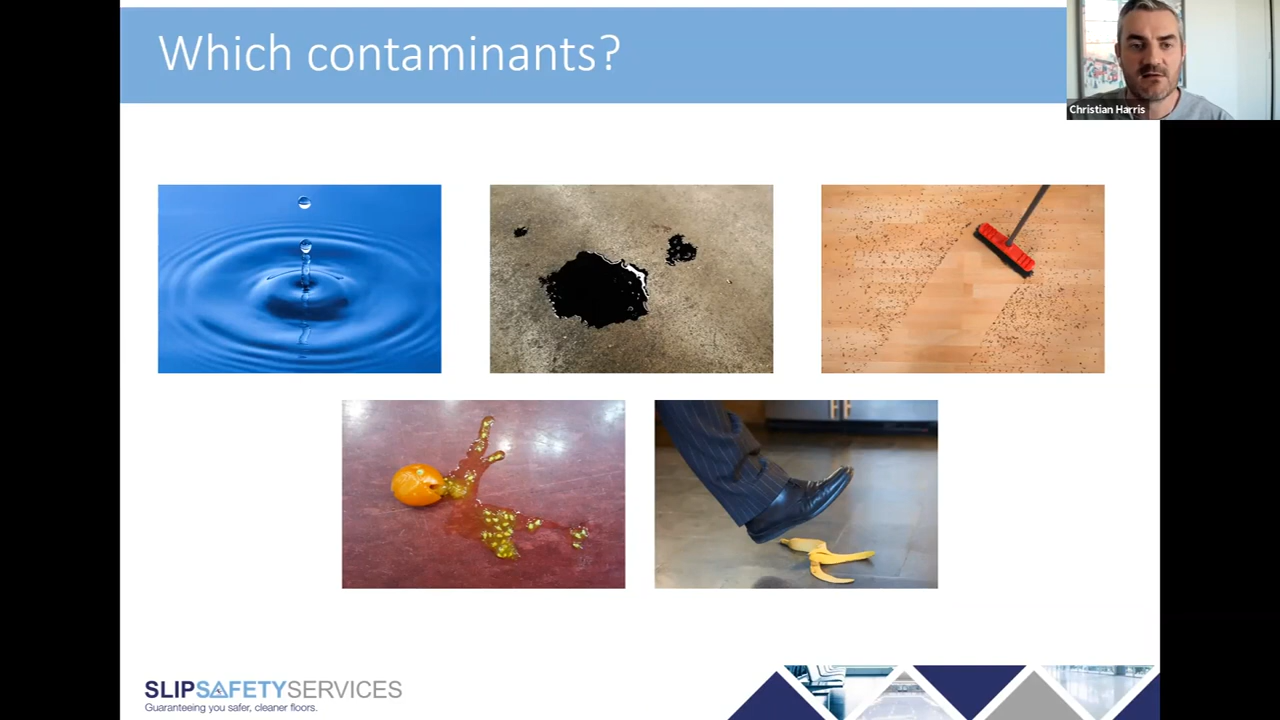 Which contaminants?
Christian Harris
SLIPSAFETYSERVICES
Guaranteeing you safer, cleaner floors.